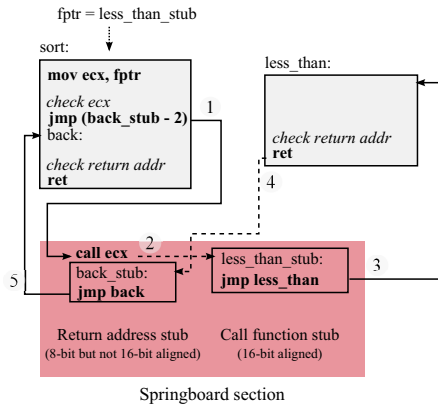 fptr = less_than_stub
sort:
mov ecx, fptr
check ecx
jmp (back_stub - 2)
back:
check return addr
ret
1
less_than:
check return addr
ret
4
call ecx
2
back_stub:
jmp back
5
less_than_stub:
jmp less_than
3
Return address stub
(8-bit but not 16-bit aligned)
Call function stub
(16-bit aligned)
Springboard section